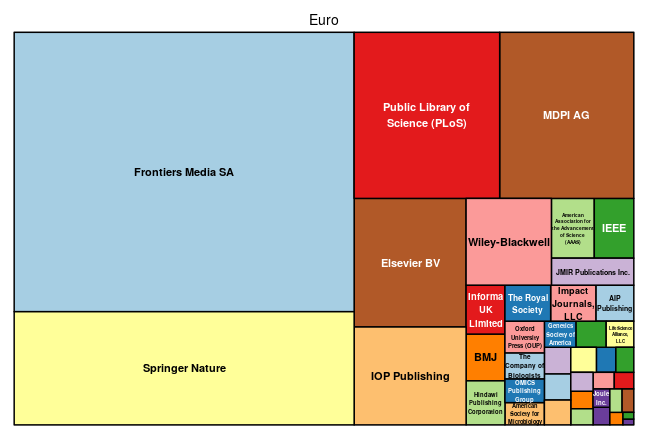 Euro
Frontiers Media SA
Springer Nature
Public Library of
Science (PLoS)
MDPI AG
Elsevier BV
IOP Publishing
Wiley-Blackwell
American
Association for
the Advancement
of Science
(AAAS)
IEEE
JMIR Publications Inc.
Informa
UK
Limited
The Royal
Society
Impact
Journals,
LLC
AIP
Publishing
BMJ
Oxford
University
Press (OUP)
Genetics
Society of
America
Life Science
Alliance,
LLC
The
Company of
Biologists
Hindawi
Publishing
Corporation
OMICS
Publishing
Group
American
Society for
Microbiology
Joule
Inc.